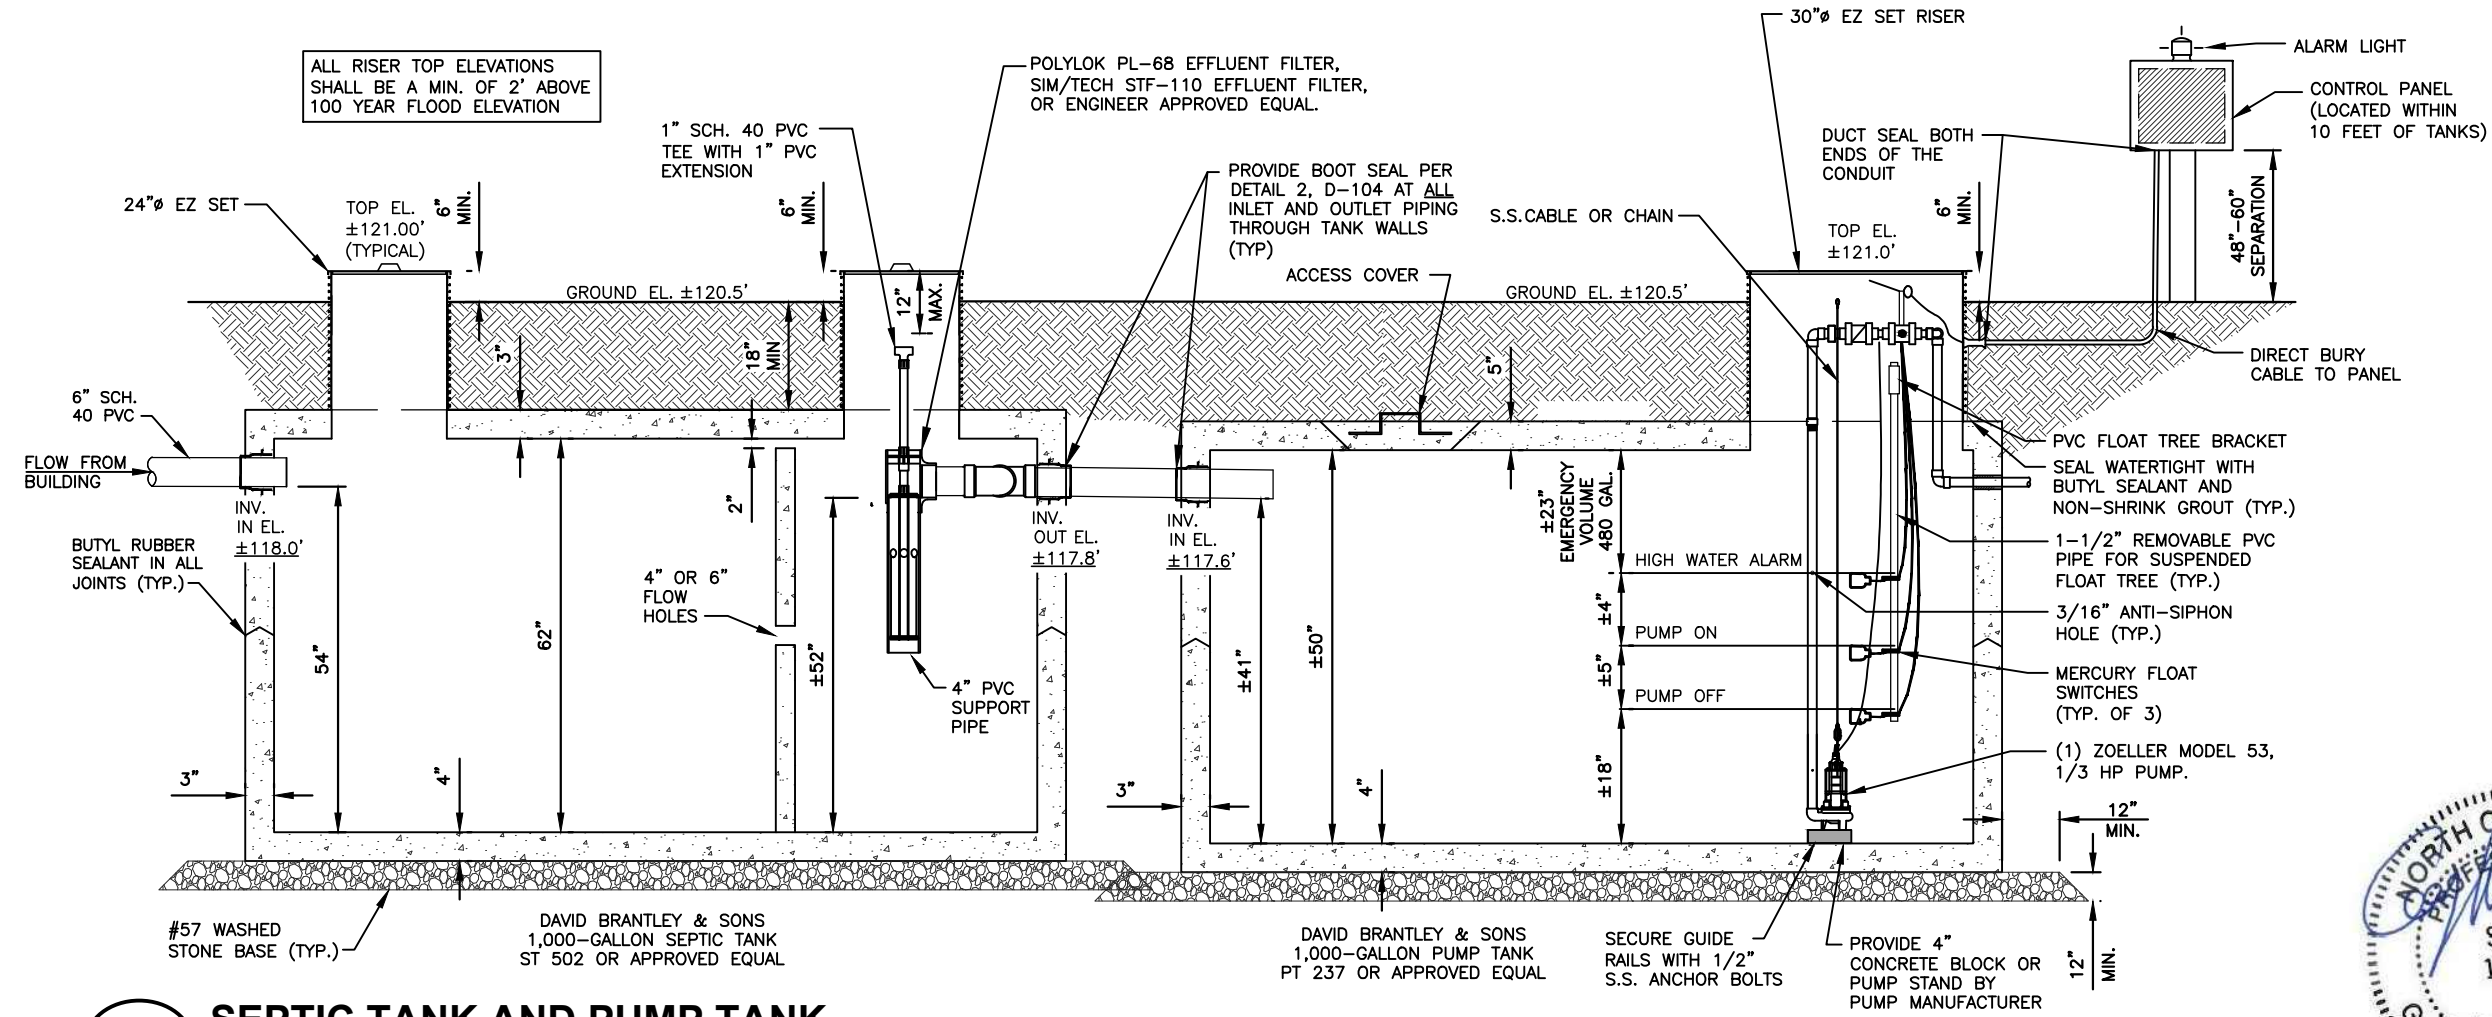 ALL RISER TOP ELEVATIONS
SHALL BE A MIN. OF 2' ABOVE
100 YEAR FLOOD ELEVATION
24"ø EZ SET
TOP EL.
±121.00'
(TYPICAL)
6"
MIN.
1" SCH. 40 PVC
TEE WITH 1" PVC
EXTENSION
6"
MIN.
POLYLOK PL-68 EFFLUENT FILTER,
SIM/TECH STF-110 EFFLUENT FILTER,
OR ENGINEER APPROVED EQUAL.
PROVIDE BOOT SEAL PER
DETAIL 2, D-104 AT ALL
INLET AND OUTLET PIPING
THROUGH TANK WALLS
(TYP)
ACCESS COVER
S.S.CABLE OR CHAIN
30"ø EZ SET RISER
DUCT SEAL BOTH
ENDS OF THE
CONDUIT
TOP EL.
±121.0'
6"
MIN.
ALARM LIGHT
CONTROL PANEL
(LOCATED WITHIN
10 FEET OF TANKS)
48"-60"
SEPARATION
GROUND EL. ±120.5'
12"
MAX.
GROUND EL. ±120.5'
3"
18"
MIN
5"
DIRECT BURY
CABLE TO PANEL
6" SCH.
40 PVC
FLOW FROM
BUILDING
INV.
IN EL.
±118.0'
BUTYL RUBBER
SEALANT IN ALL
JOINTS (TYP.)
2"
4" OR 6"
FLOW
HOLES
54"
62"
±52"
4" PVC
SUPPORT
PIPE
INV.
OUT EL.
±117.8'
INV.
IN EL.
±117.6'
3"
4"
3"
±41"
±50"
4"
±23"
EMERGENCY
VOLUME
480 GAL.
HIGH WATER ALARM
±4"
PUMP ON
±5"
PUMP OFF
±18"
PVC FLOAT TREE BRACKET
SEAL WATERTIGHT WITH
BUTYL SEALANT AND
NON-SHRINK GROUT (TYP.)
1-1/2" REMOVABLE PVC
PIPE FOR SUSPENDED
FLOAT TREE (TYP.)
3/16" ANTI-SIPHON
HOLE (TYP.)
MERCURY FLOAT
SWITCHES
(TYP. OF 3)
(1) ZOELLER MODEL 53,
1/3 HP PUMP.
12"
MIN.
12"
MIN.
#57 WASHED
STONE BASE (TYP.)
DAVID BRANTLEY & SONS
1,000-GALLON SEPTIC TANK
ST 502 OR APPROVED EQUAL
DAVID BRANTLEY & SONS
1,000-GALLON PUMP TANK
PT 237 OR APPROVED EQUAL
SECURE GUIDE
RAILS WITH 1/2"
S.S. ANCHOR BOLTS
PROVIDE 4"
CONCRETE BLOCK OR
PUMP STAND BY
PUMP MANUFACTURER
SEPTIC TANK AND PUMP TANK
NORTH